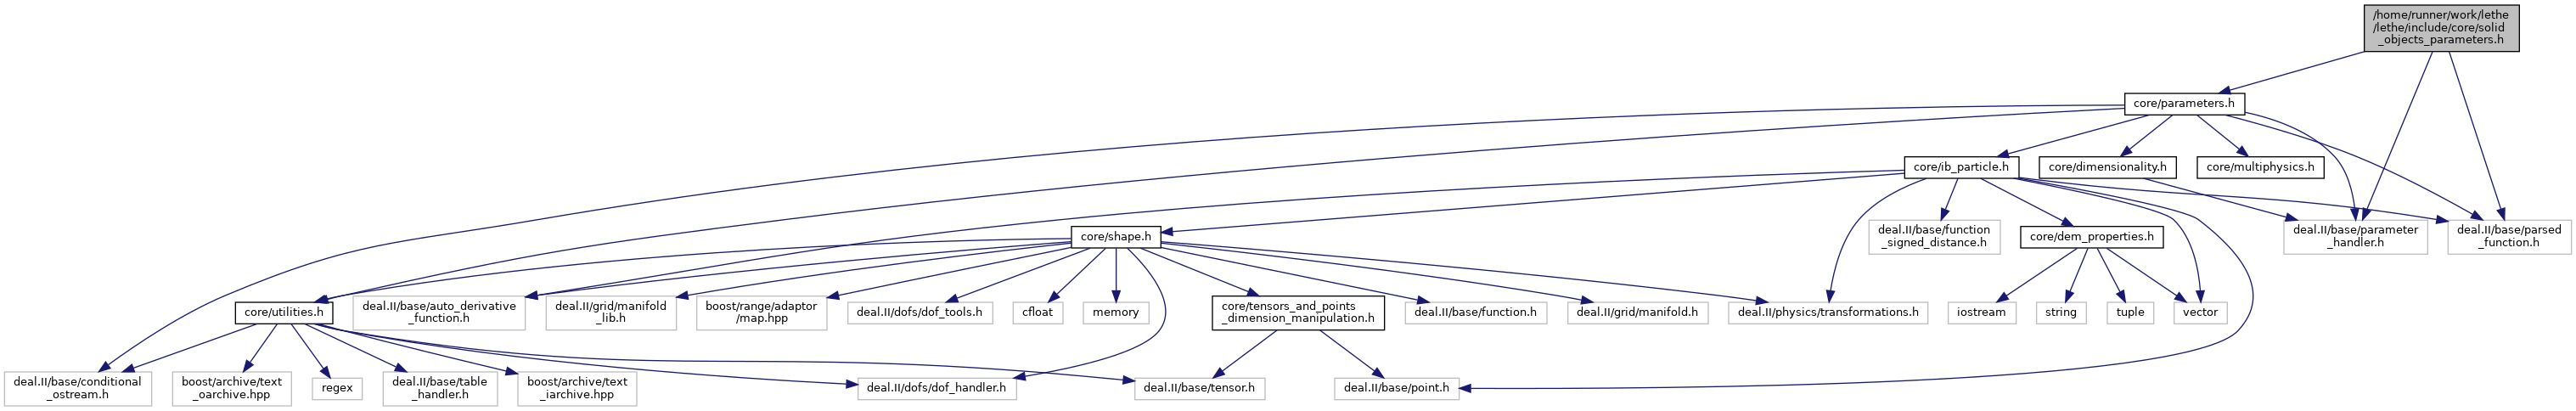 /home/runner/work/lethe
/lethe/include/core/solid
_objects_parameters.h
core/parameters.h
core/ib_particle.h
core/dimensionality.h
core/multiphysics.h
core/shape.h
deal.II/base/function
_signed_distance.h
core/dem_properties.h
deal.II/base/parameter
_handler.h
deal.II/base/parsed
_function.h
core/utilities.h
deal.II/base/auto_derivative
_function.h
deal.II/grid/manifold
_lib.h
boost/range/adaptor
/map.hpp
deal.II/dofs/dof_tools.h
cfloat
memory
core/tensors_and_points
_dimension_manipulation.h
deal.II/base/function.h
deal.II/grid/manifold.h
deal.II/physics/transformations.h
iostream
string
tuple
vector
deal.II/base/conditional
_ostream.h
boost/archive/text
_oarchive.hpp
regex
deal.II/base/table
_handler.h
boost/archive/text
_iarchive.hpp
deal.II/dofs/dof_handler.h
deal.II/base/tensor.h
deal.II/base/point.h